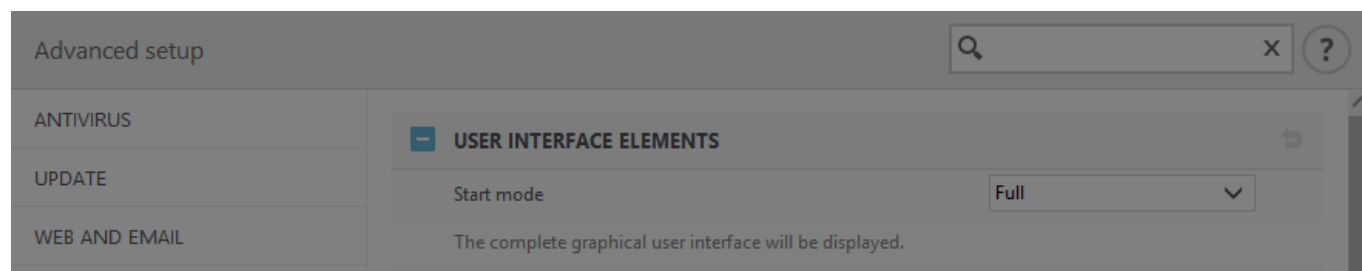 Advanced setup
x ?
ANTIVIRUS
UPDATE
WEB AND EMAIL
USER INTERFACE ELEMENTS
Start mode Full
The complete graphical user interface will be displayed.